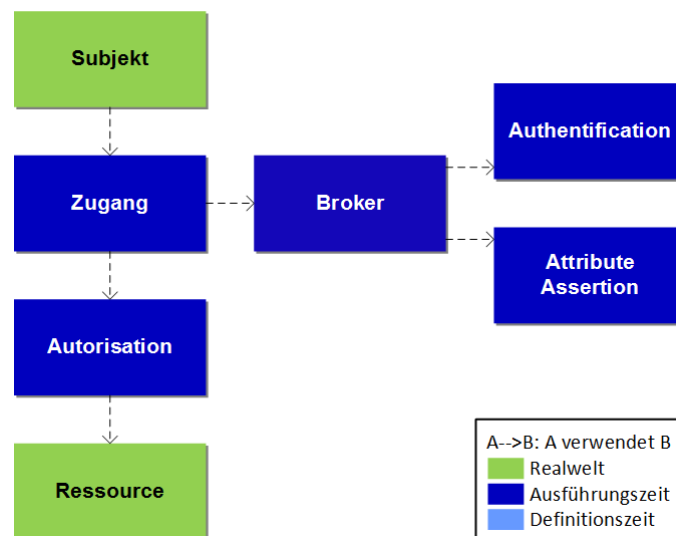 Subjekt
Authentification
Zugang
Broker
Attribute
Assertion
Autorisation
Ressource
A-->B: A verwendet B
Realwelt
Ausführungszeit
Definitionszeit